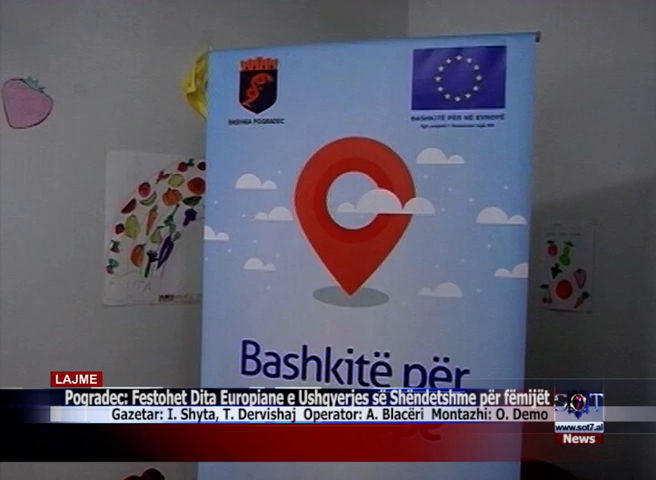 BASHKIA POGRADEC
BASHKITË PËR NË EVROPË
Bashkitë për
LAJME
Pogradec: Festohet Dita Europiane e Ushqyerjes së Shëndetshme për fëmijët
Gazetar: I. Shyta, T. Dervishaj Operator: A. Blacëri Montazhi: O. Demo
SOT
www.sot7.al
News